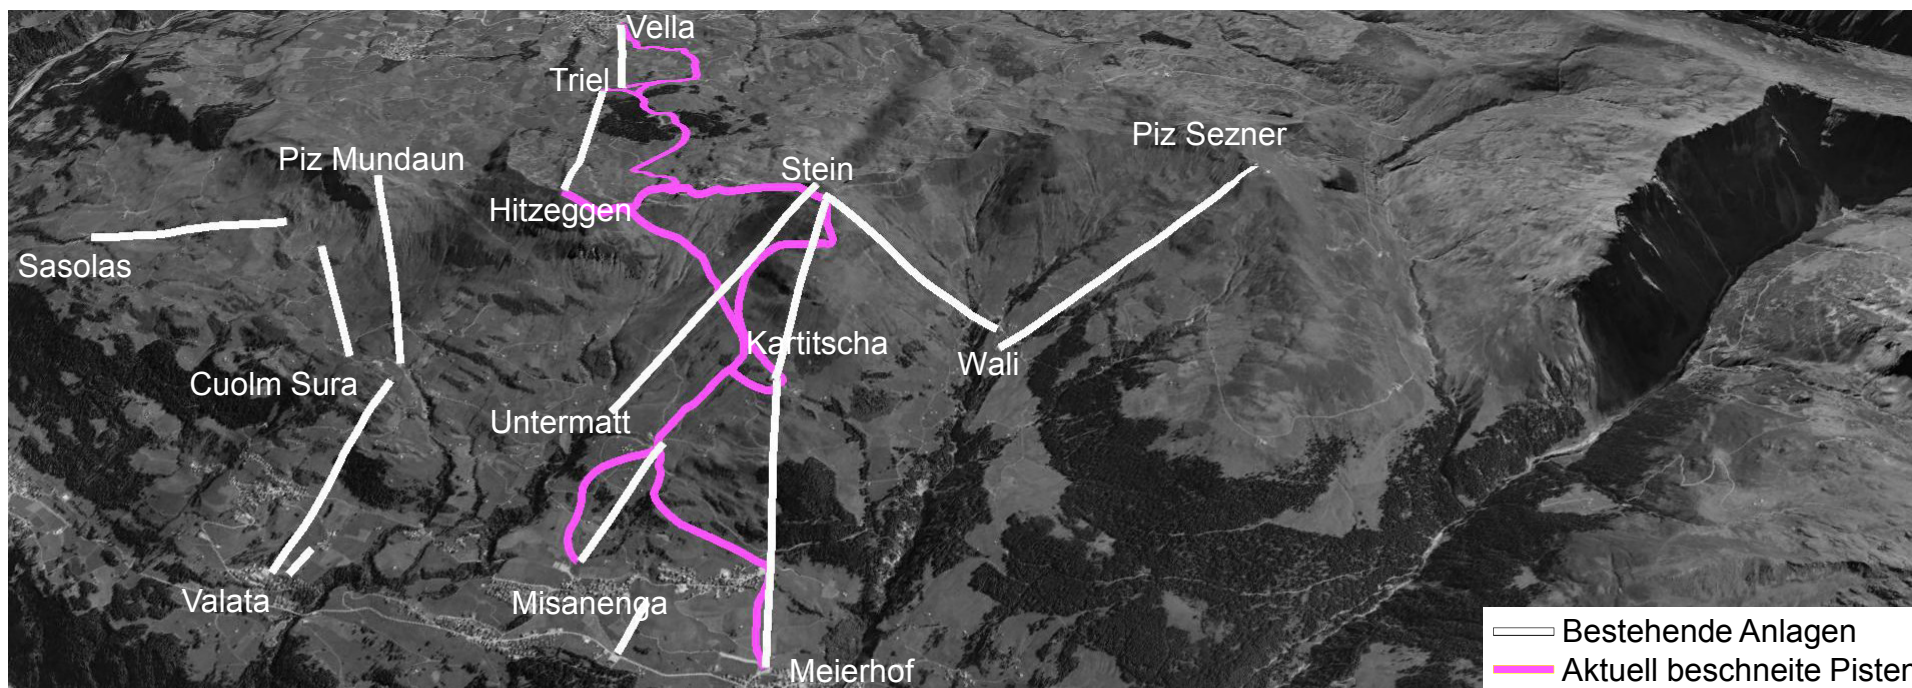 Vella
Triel
Piz Sezner
Piz Mundaun
Stein
Hitzeggen
Sasolas
Kartitscha
Wali
Cuolm Sura
Untermatt
Valata
Misanenga
Meierhof
Bestehende Anlagen
Aktuell beschneite Pisten